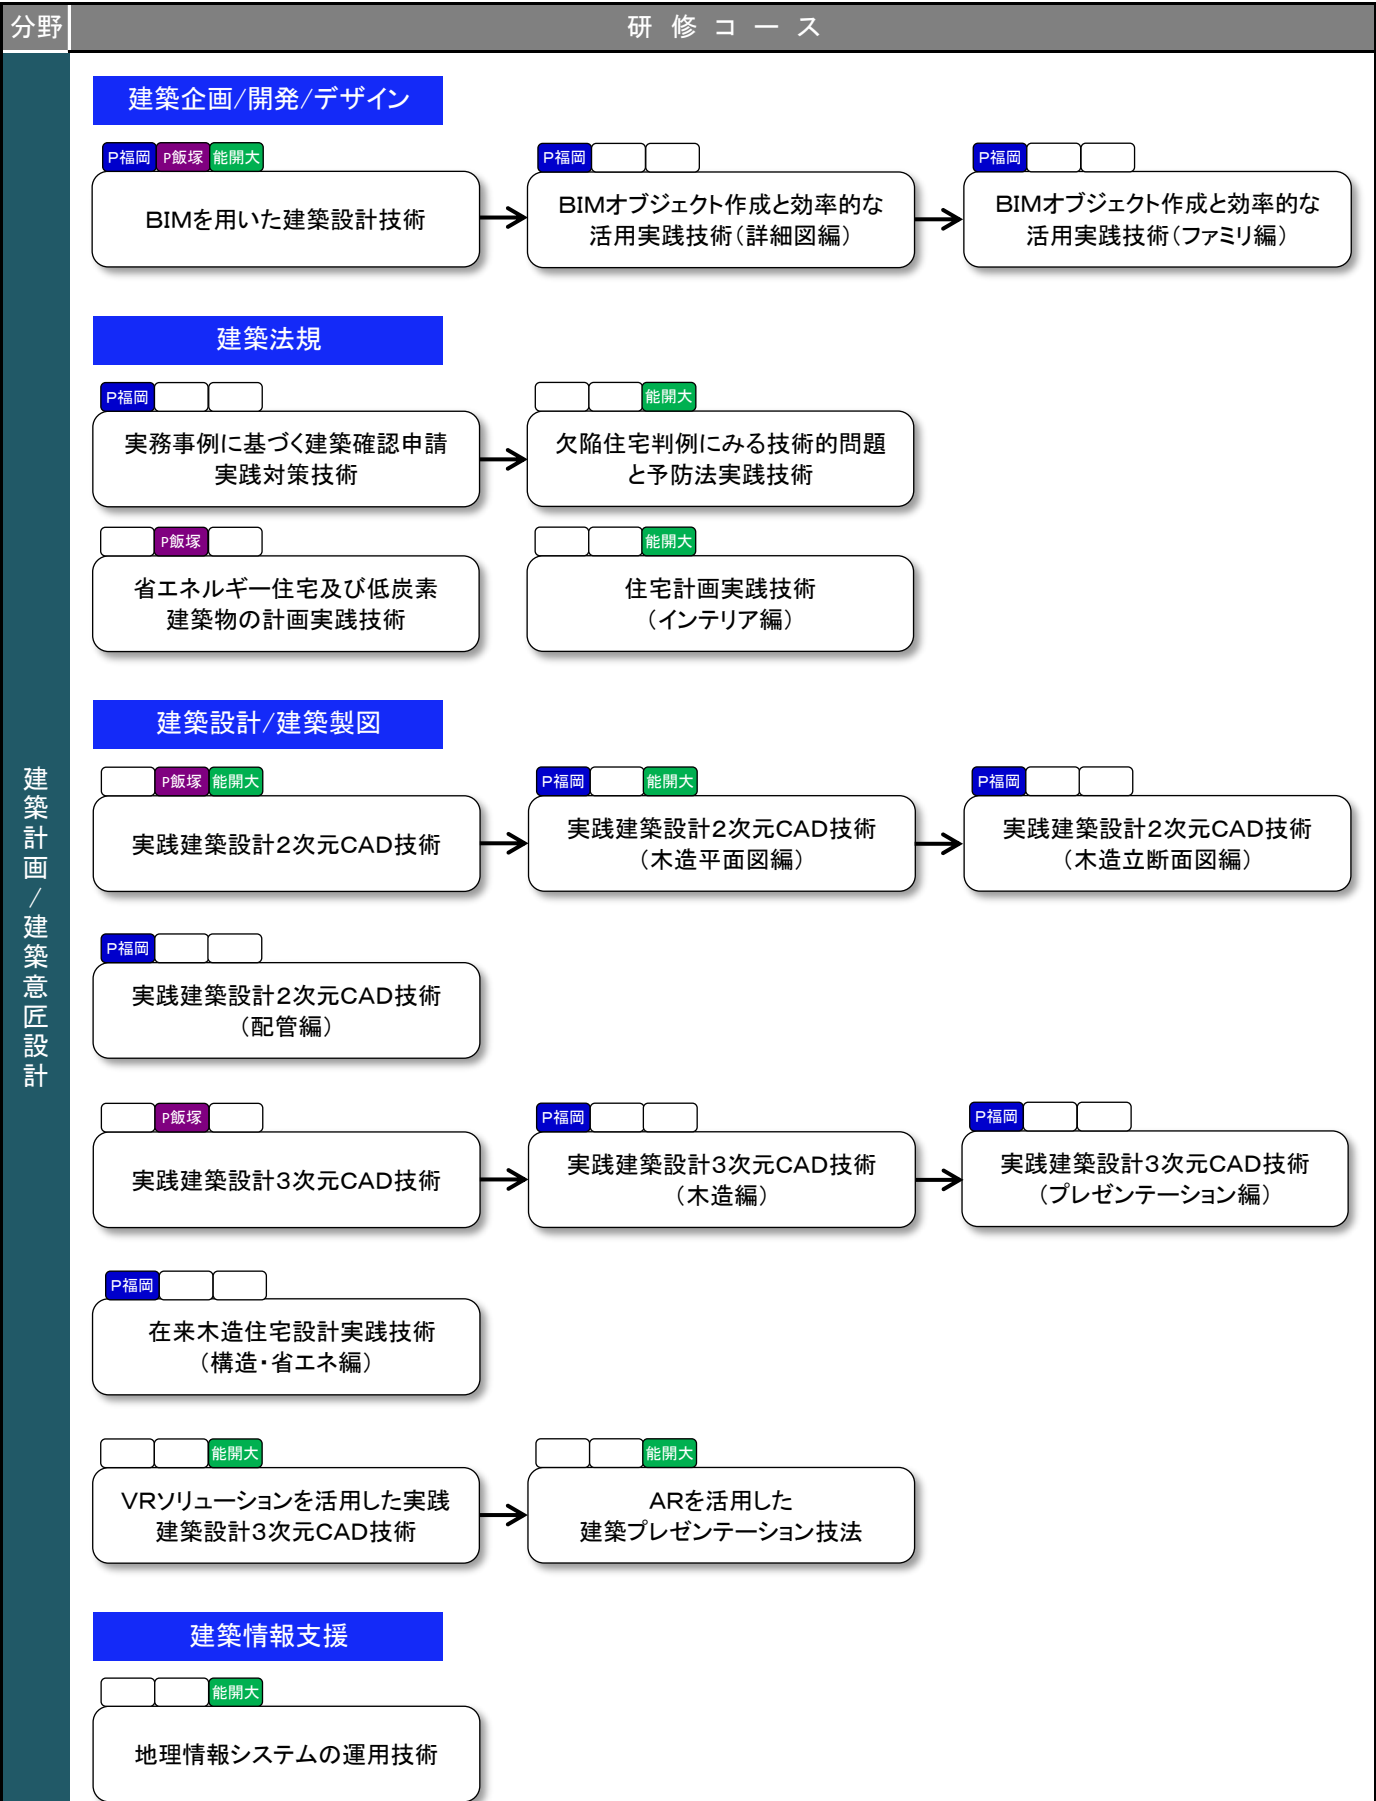 分野
研修コース
建築計画/建築意匠設計
建築企画/開発/デザイン
P福岡 P飯塚 能開大
BIMを用いた建築設計技術
P福岡
BIMオブジェクト作成と効率的な
活用実践技術(詳細図編)
P福岡
BIMオブジェクト作成と効率的な
活用実践技術(ファミリ編)
建築法規
P福岡
実務事例に基づく建築確認申請
実践対策技術
能開大
欠陥住宅判例にみる技術的問題
と予防法実践技術
P飯塚
省エネルギー住宅及び低炭素
建築物の計画実践技術
能開大
住宅計画実践技術
(インテリア編)
建築設計/建築製図
P飯塚 能開大
実践建築設計2次元CAD技術
P福岡 能開大
実践建築設計2次元CAD技術
(木造平面図編)
P福岡
実践建築設計2次元CAD技術
(木造立断面図編)
P福岡
実践建築設計2次元CAD技術
(配管編)
P飯塚
実践建築設計3次元CAD技術
P福岡
実践建築設計3次元CAD技術
(木造編)
P福岡
実践建築設計3次元CAD技術
(プレゼンテーション編)
P福岡
在来木造住宅設計実践技術
(構造・省エネ編)
能開大
VRソリューションを活用した実践
建築設計3次元CAD技術
能開大
ARを活用した
建築プレゼンテーション技法
建築情報支援
能開大
地理情報システムの運用技術